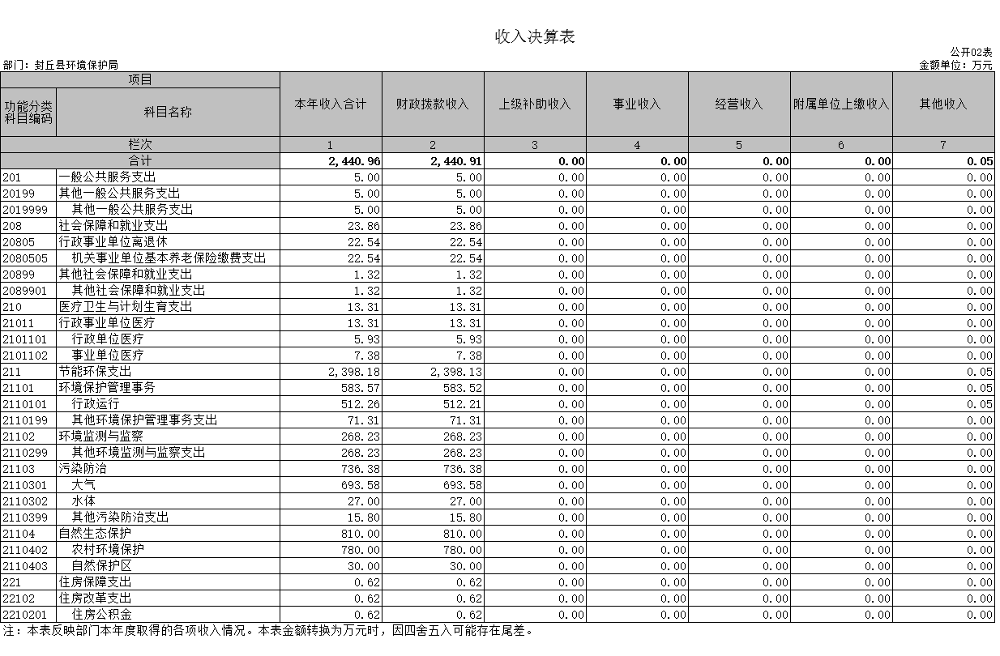 收入决算表
公开02表
部门：封丘县环境保护局 金额单位：万元
项目 本年收入合计 财政拨款收入 上级补助收入 事业收入 经营收入 附属单位上缴收入 其他收入
功能分类科目编码 科目名称
栏次 1 2 3 4 5 6 7
合计 2,440.96 2,440.91 0.00 0.00 0.00 0.00 0.05
201 一般公共服务支出 5.00 5.00 0.00 0.00 0.00 0.00 0.00
20199 其他一般公共服务支出 5.00 5.00 0.00 0.00 0.00 0.00 0.00
2019999 其他一般公共服务支出 5.00 5.00 0.00 0.00 0.00 0.00 0.00
208 社会保障和就业支出 23.86 23.86 0.00 0.00 0.00 0.00 0.00
20805 行政事业单位离退休 22.54 22.54 0.00 0.00 0.00 0.00 0.00
2080505 机关事业单位基本养老保险缴费支出 22.54 22.54 0.00 0.00 0.00 0.00 0.00
20899 其他社会保障和就业支出 1.32 1.32 0.00 0.00 0.00 0.00 0.00
2089901 其他社会保障和就业支出 1.32 1.32 0.00 0.00 0.00 0.00 0.00
210 医疗卫生与计划生育支出 13.31 13.31 0.00 0.00 0.00 0.00 0.00
21011 行政事业单位医疗 13.31 13.31 0.00 0.00 0.00 0.00 0.00
2101101 行政单位医疗 5.93 5.93 0.00 0.00 0.00 0.00 0.00
2101102 事业单位医疗 7.38 7.38 0.00 0.00 0.00 0.00 0.00
211 节能环保支出 2,398.18 2,398.13 0.00 0.00 0.00 0.00 0.05
21101 环境保护管理事务 583.57 583.52 0.00 0.00 0.00 0.00 0.05
2110101 行政运行 512.26 512.21 0.00 0.00 0.00 0.00 0.05
2110199 其他环境保护管理事务支出 71.31 71.31 0.00 0.00 0.00 0.00 0.00
21102 环境监测与监察 268.23 268.23 0.00 0.00 0.00 0.00 0.00
2110299 其他环境监测与监察支出 268.23 268.23 0.00 0.00 0.00 0.00 0.00
21103 污染防治 736.38 736.38 0.00 0.00 0.00 0.00 0.00
2110301 大气 693.58 693.58 0.00 0.00 0.00 0.00 0.00
2110302 水体 27.00 27.00 0.00 0.00 0.00 0.00 0.00
2110399 其他污染防治支出 15.80 15.80 0.00 0.00 0.00 0.00 0.00
21104 自然生态保护 810.00 810.00 0.00 0.00 0.00 0.00 0.00
2110402 农村环境保护 780.00 780.00 0.00 0.00 0.00 0.00 0.00
2110403 自然保护区 30.00 30.00 0.00 0.00 0.00 0.00 0.00
221 住房保障支出 0.62 0.62 0.00 0.00 0.00 0.00 0.00
22102 住房改革支出 0.62 0.62 0.00 0.00 0.00 0.00 0.00
2210201 住房公积金 0.62 0.62 0.00 0.00 0.00 0.00 0.00
注：本表反映部门本年度取得的各项收入情况。本表金额转换为万元时，因四舍五入可能存在尾差。